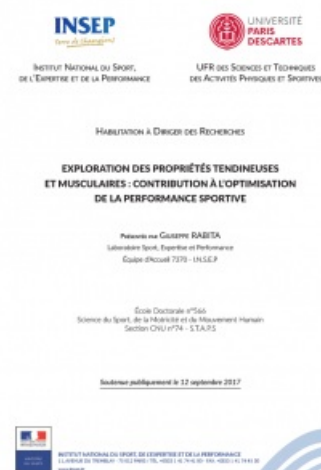 INSEP
Terre de Champions
UNIVERSITÉ
PARIS
DESCARTES
INSTITUT NATIONAL DU SPORT,
DE L'EXPERTISE ET DE LA PERFORMANCE
UFR DES SCIENCES ET TECHNIQUES
DES ACTIVITÉS PHYSIQUES ET SPORTIVES
HABILITATION À DIRIGER DES RECHERCHES
EXPLORATION DES PROPRIÉTÉS TENDINEUSES
ET MUSCULAIRES : CONTRIBUTION À L'OPTIMISATION
DE LA PERFORMANCE SPORTIVE
PRÉSENTÉE PAR GIUSEPPE RABITA
Laboratoire Sport, Expertise et Performance
Équipe d'Accueil 7370 - I.N.S.E.P
École Doctorale n°566
Science du Sport, de la Motricité et du Mouvement Humain
Section CNU n°74 - S.T.A.P.S
Soutenue publiquement le 12 septembre 2017
INSTITUT NATIONAL DU SPORT, DE L'EXPERTISE ET DE LA PERFORMANCE